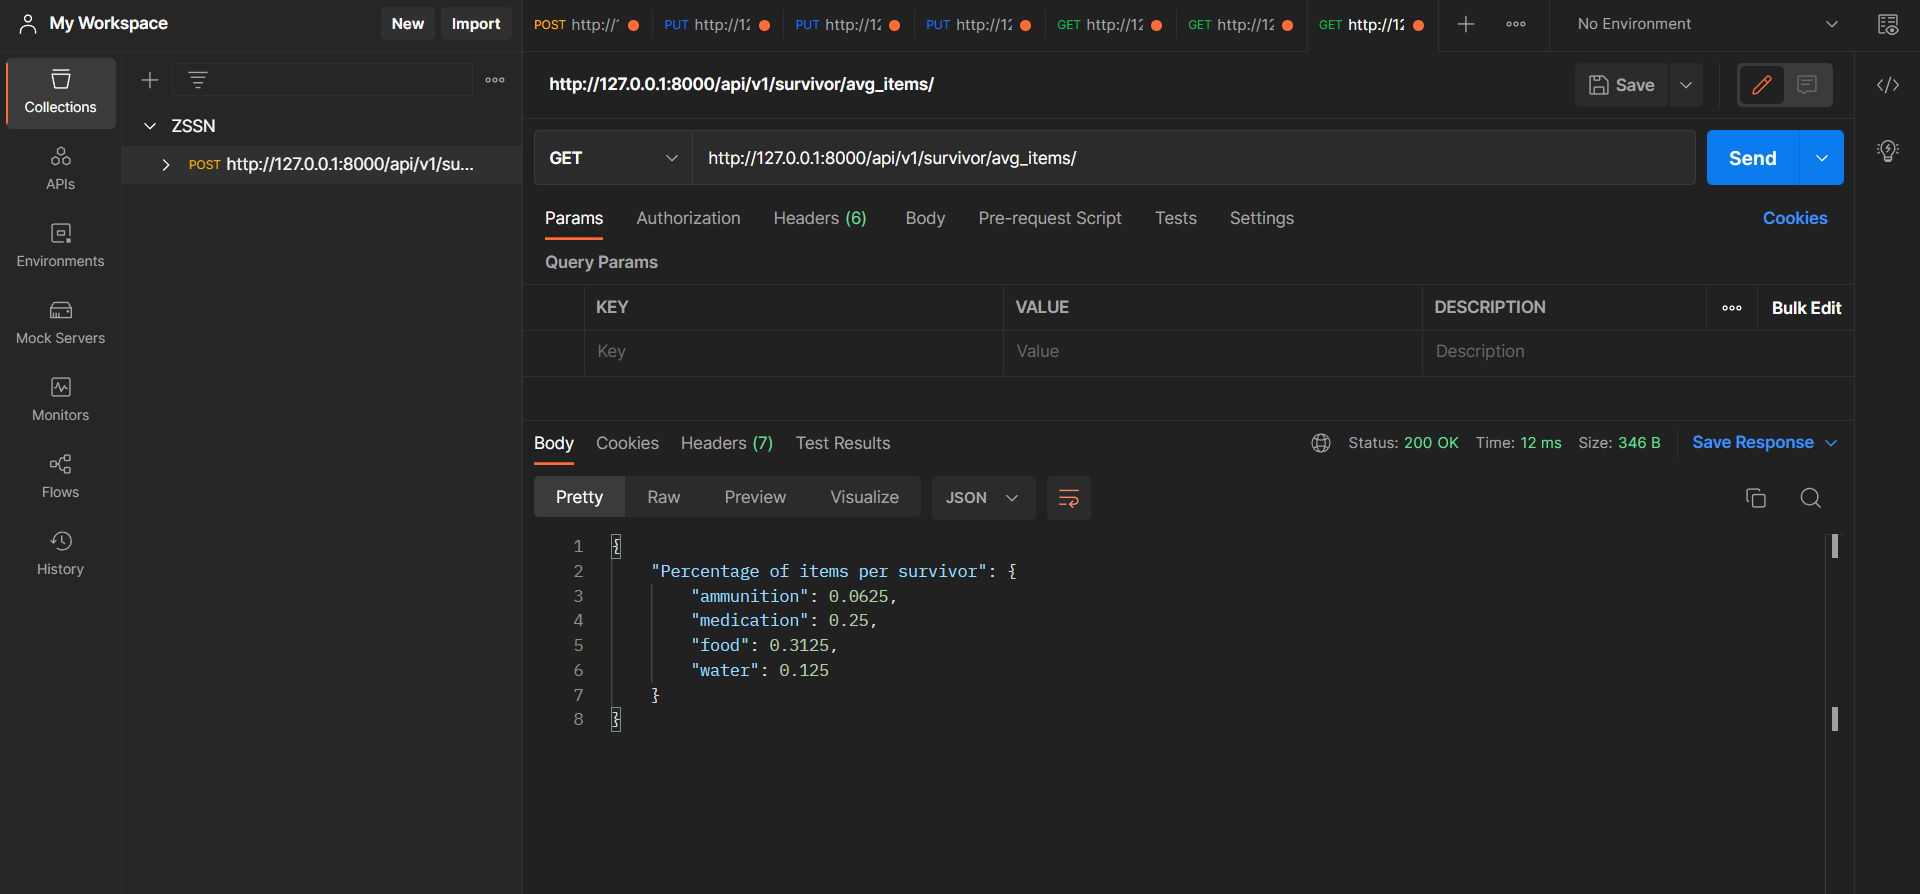 My Workspace
New
Import
POST http://
PUT http://12
PUT http://12
PUT http://12
GET http://12
GET http://12
GET http://12
No Environment
Collections
APIs
Environments
Mock Servers
Monitors
Flows
History
ZSSN
POST http://127.0.0.1:8000/api/v1/su...
http://127.0.0.1:8000/api/v1/survivor/avg_items/
Save
GET
http://127.0.0.1:8000/api/v1/survivor/avg_items/
Send
Params Authorization Headers (6) Body Pre-request Script Tests Settings Cookies
Query Params
KEY VALUE DESCRIPTION Bulk Edit
Key Value Description
Body Cookies Headers (7) Test Results Status: 200 OK Time: 12 ms Size: 346 B Save Response
Pretty Raw Preview Visualize JSON
1 {
2 "Percentage of items per survivor": {
3 "ammunition": 0.0625,
4 "medication": 0.25,
5 "food": 0.3125,
6 "water": 0.125
7 }
8 }